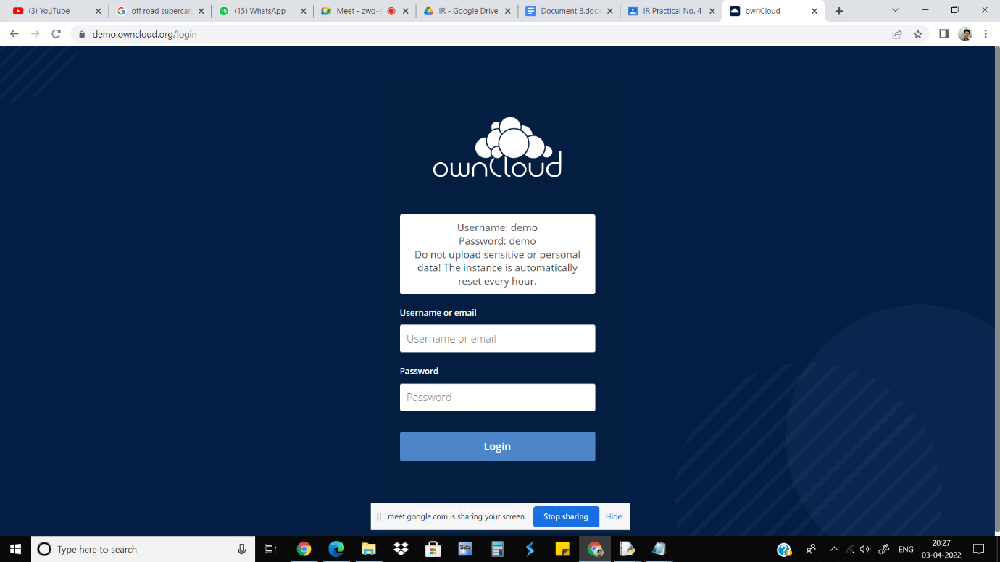 (3) YouTube
off road supercar
(15) WhatsApp
Meet - zwq-c
IR - Google Drive
Document 8.docx
IR Practical No. 4
ownCloud
demo.owncloud.org/login
ownCloud
Username: demo
Password: demo
Do not upload sensitive or personal
data! The instance is automatically
reset every hour.
Username or email
Username or email
Password
Password
Login
meet.google.com is sharing your screen.
Stop sharing
Hide
Type here to search
sas
ENG
20:27
03-04-2022